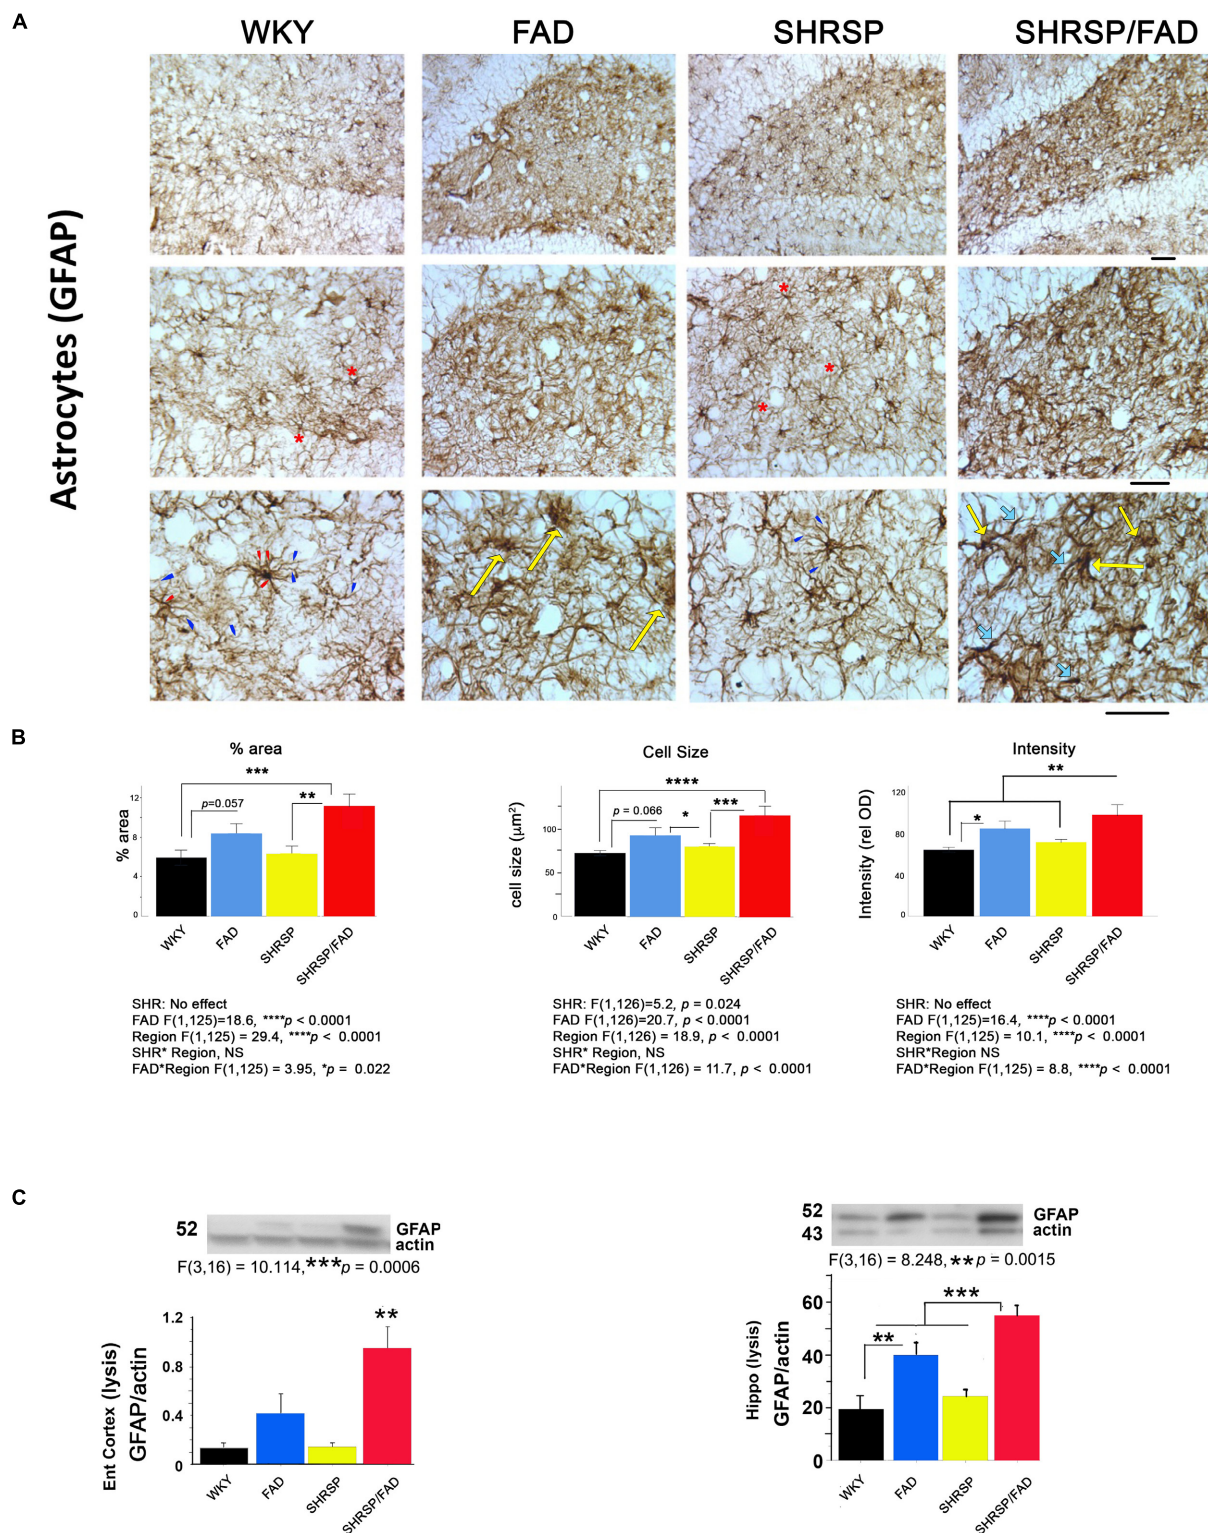 A
WKY FAD SHRSP SHRSP/FAD
Astrocytes (GFAP)
* * * * *
B
% area
***
**
p=0.057
% area
12
8
4
0
WKY FAD SHRSP SHRSP/FAD
SHR: No effect
FAD F(1,125)=18.6, ****p < 0.0001
Region F(1,125) = 29.4, ****p < 0.0001
SHR* Region, NS
FAD*Region F(1,125) = 3.95, *p = 0.022
Cell Size
****
p = 0.066 * ***
cell size (μm²)
100
50
0
WKY FAD SHRSP SHRSP/FAD
SHR: F(1,126)=5.2, p = 0.024
FAD F(1,126)=20.7, p < 0.0001
Region F(1,126) = 18.9, p < 0.0001
SHR* Region, NS
FAD*Region F(1,126) = 11.7, p < 0.0001
Intensity
**
*
Intensity (rel OD)
120
80
40
0
WKY FAD SHRSP SHRSP/FAD
SHR: No effect
FAD F(1,125)=16.4, ****p < 0.0001
Region F(1,125) = 10.1, ****p < 0.0001
SHR*Region NS
FAD*Region F(1,125) = 8.8, ****p < 0.0001
C
52 GFAP
actin
F(3,16) = 10.114, ***p = 0.0006
**
Ent Cortex (lysis)
GFAP/actin
1.2
0.8
0.4
0
WKY FAD SHRSP SHRSP/FAD
52 GFAP
43 actin
F(3,16) = 8.248, **p = 0.0015
***
**
Hippo (lysis)
GFAP/actin
60
40
20
0
WKY FAD SHRSP SHRSP/FAD